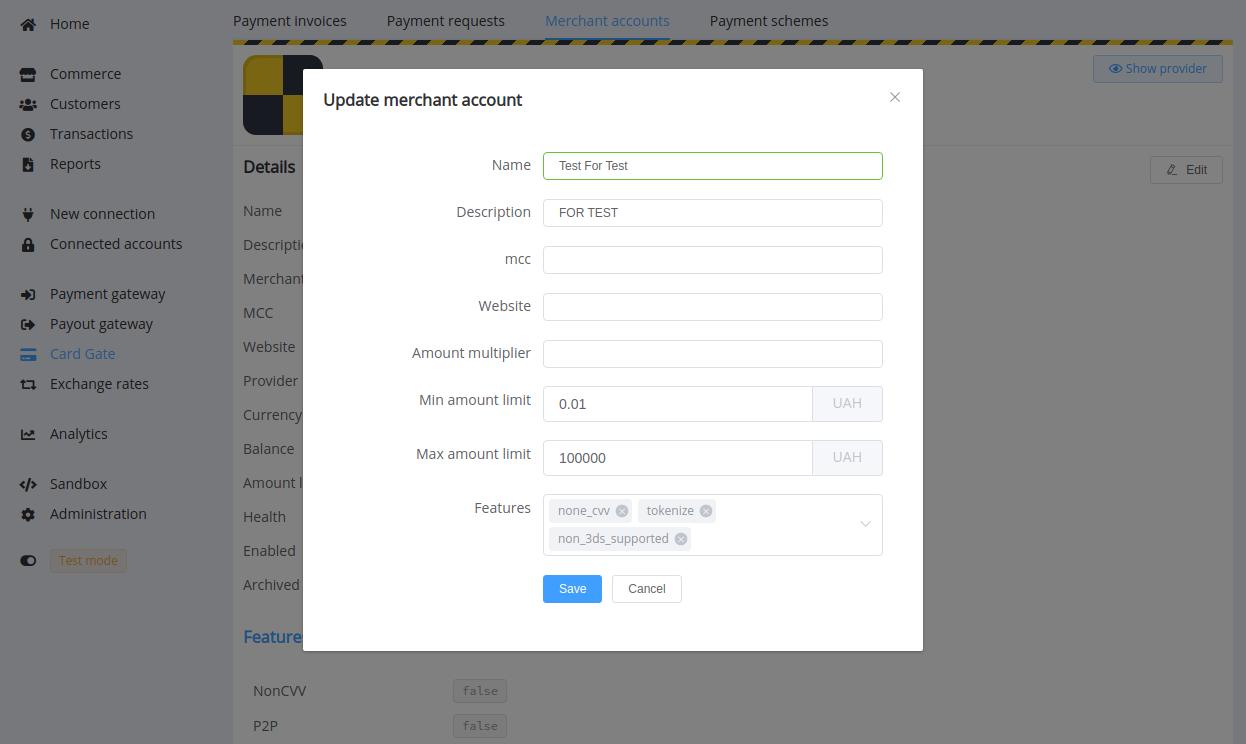 Home
Payment invoices Payment requests Merchant accounts Payment schemes
Commerce
Customers
Transactions
Reports
New connection
Connected accounts
Payment gateway
Payout gateway
Card Gate
Exchange rates
Analytics
Sandbox
Administration
Test mode
Show provider
Details
Edit
Name
Descripti
Merchant
MCC
Website
Provider
Currency
Balance
Amount l
Health
Enabled
Archived
Feature
NonCVV false
P2P false
Update merchant account
Name Test For Test
Description FOR TEST
mcc
Website
Amount multiplier
Min amount limit 0.01 UAH
Max amount limit 100000 UAH
Features none_cvv tokenize
non_3ds_supported
Save Cancel